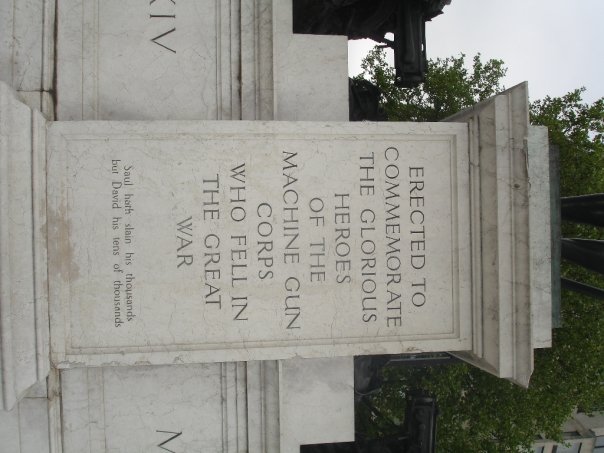 ERECTED TO
COMMEMORATE
THE GLORIOUS
HEROES
OF THE
MACHINE GUN
CORPS
WHO FELL IN
THE GREAT
WAR
Saul hath slain his thousands
but David his tens of thousands
XIV
M